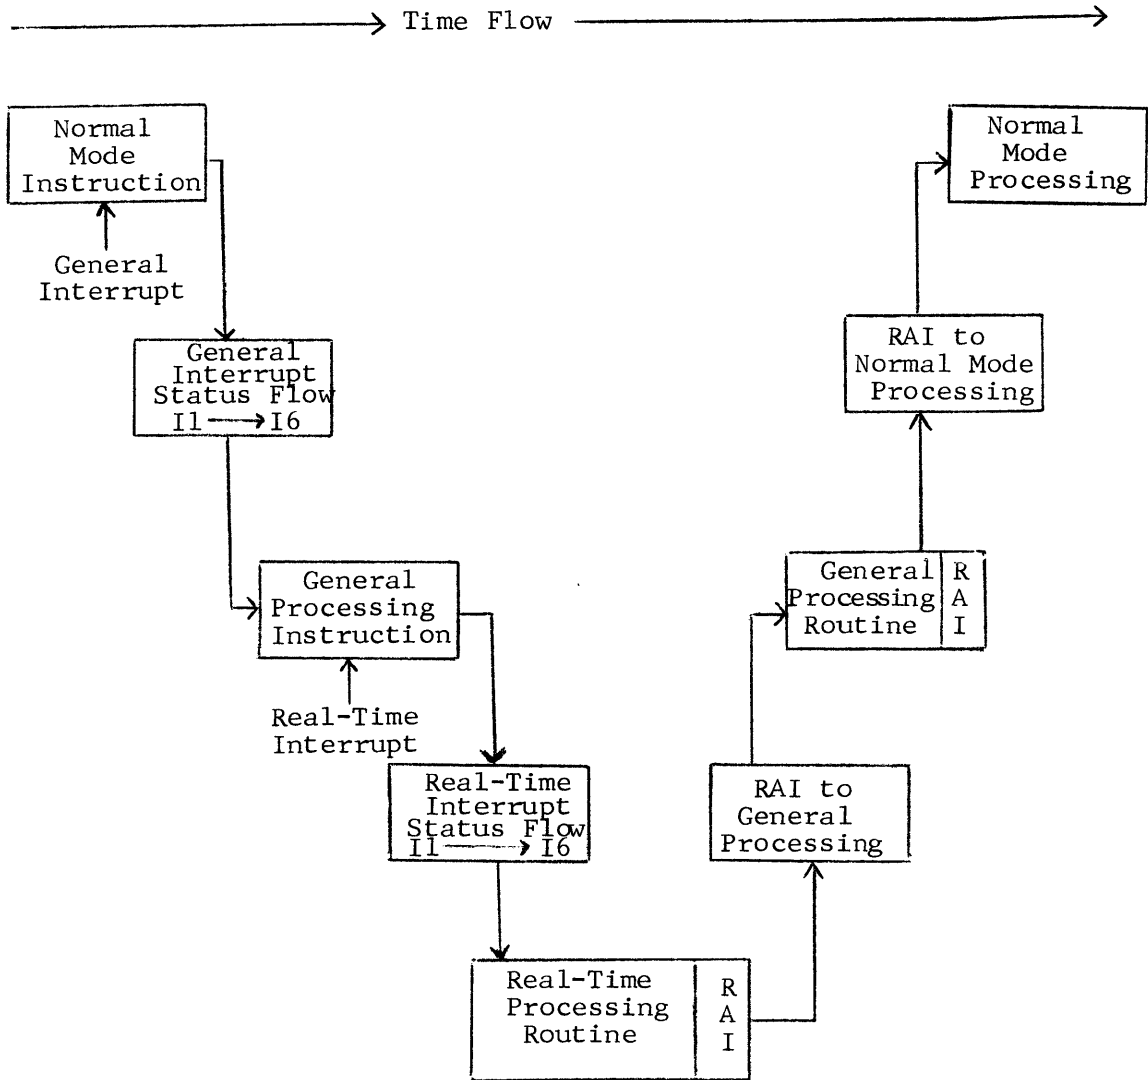 Time Flow
Normal
Mode
Instruction
General
Interrupt
General
Interrupt
Status Flow
I1 → I6
General
Processing
Instruction
Real-Time
Interrupt
Real-Time
Interrupt
Status Flow
I1 → I6
Real-Time
Processing
Routine
R
A
I
RAI to
General
Processing
General
Processing
Routine
R
A
I
RAI to
Normal Mode
Processing
Normal
Mode
Processing